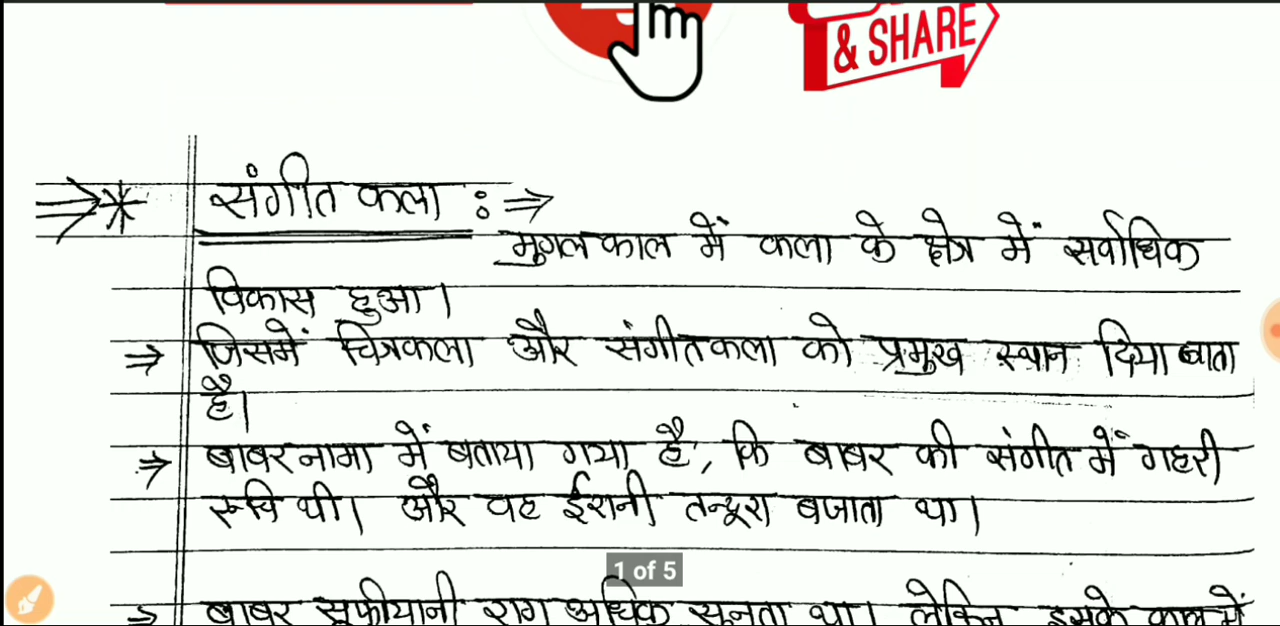 & SHARE
⇒* संगीत कला :⇒
मुगल काल में कला के क्षेत्र में सर्वाधिक
विकास हुआ।
⇒ जिसमें चित्रकला और संगीतकला को प्रमुख स्थान दिया जाता
है।
⇒ बाबरनामा में बताया गया है, कि बाबर की संगीत में गहरी
रूचि थी। और वह ईरानी तन्दूरा बजाता था।
1 of 5
⇒ बाबर सूफीयानी राग अधिक सुनता था। लेकिन इसके काल में